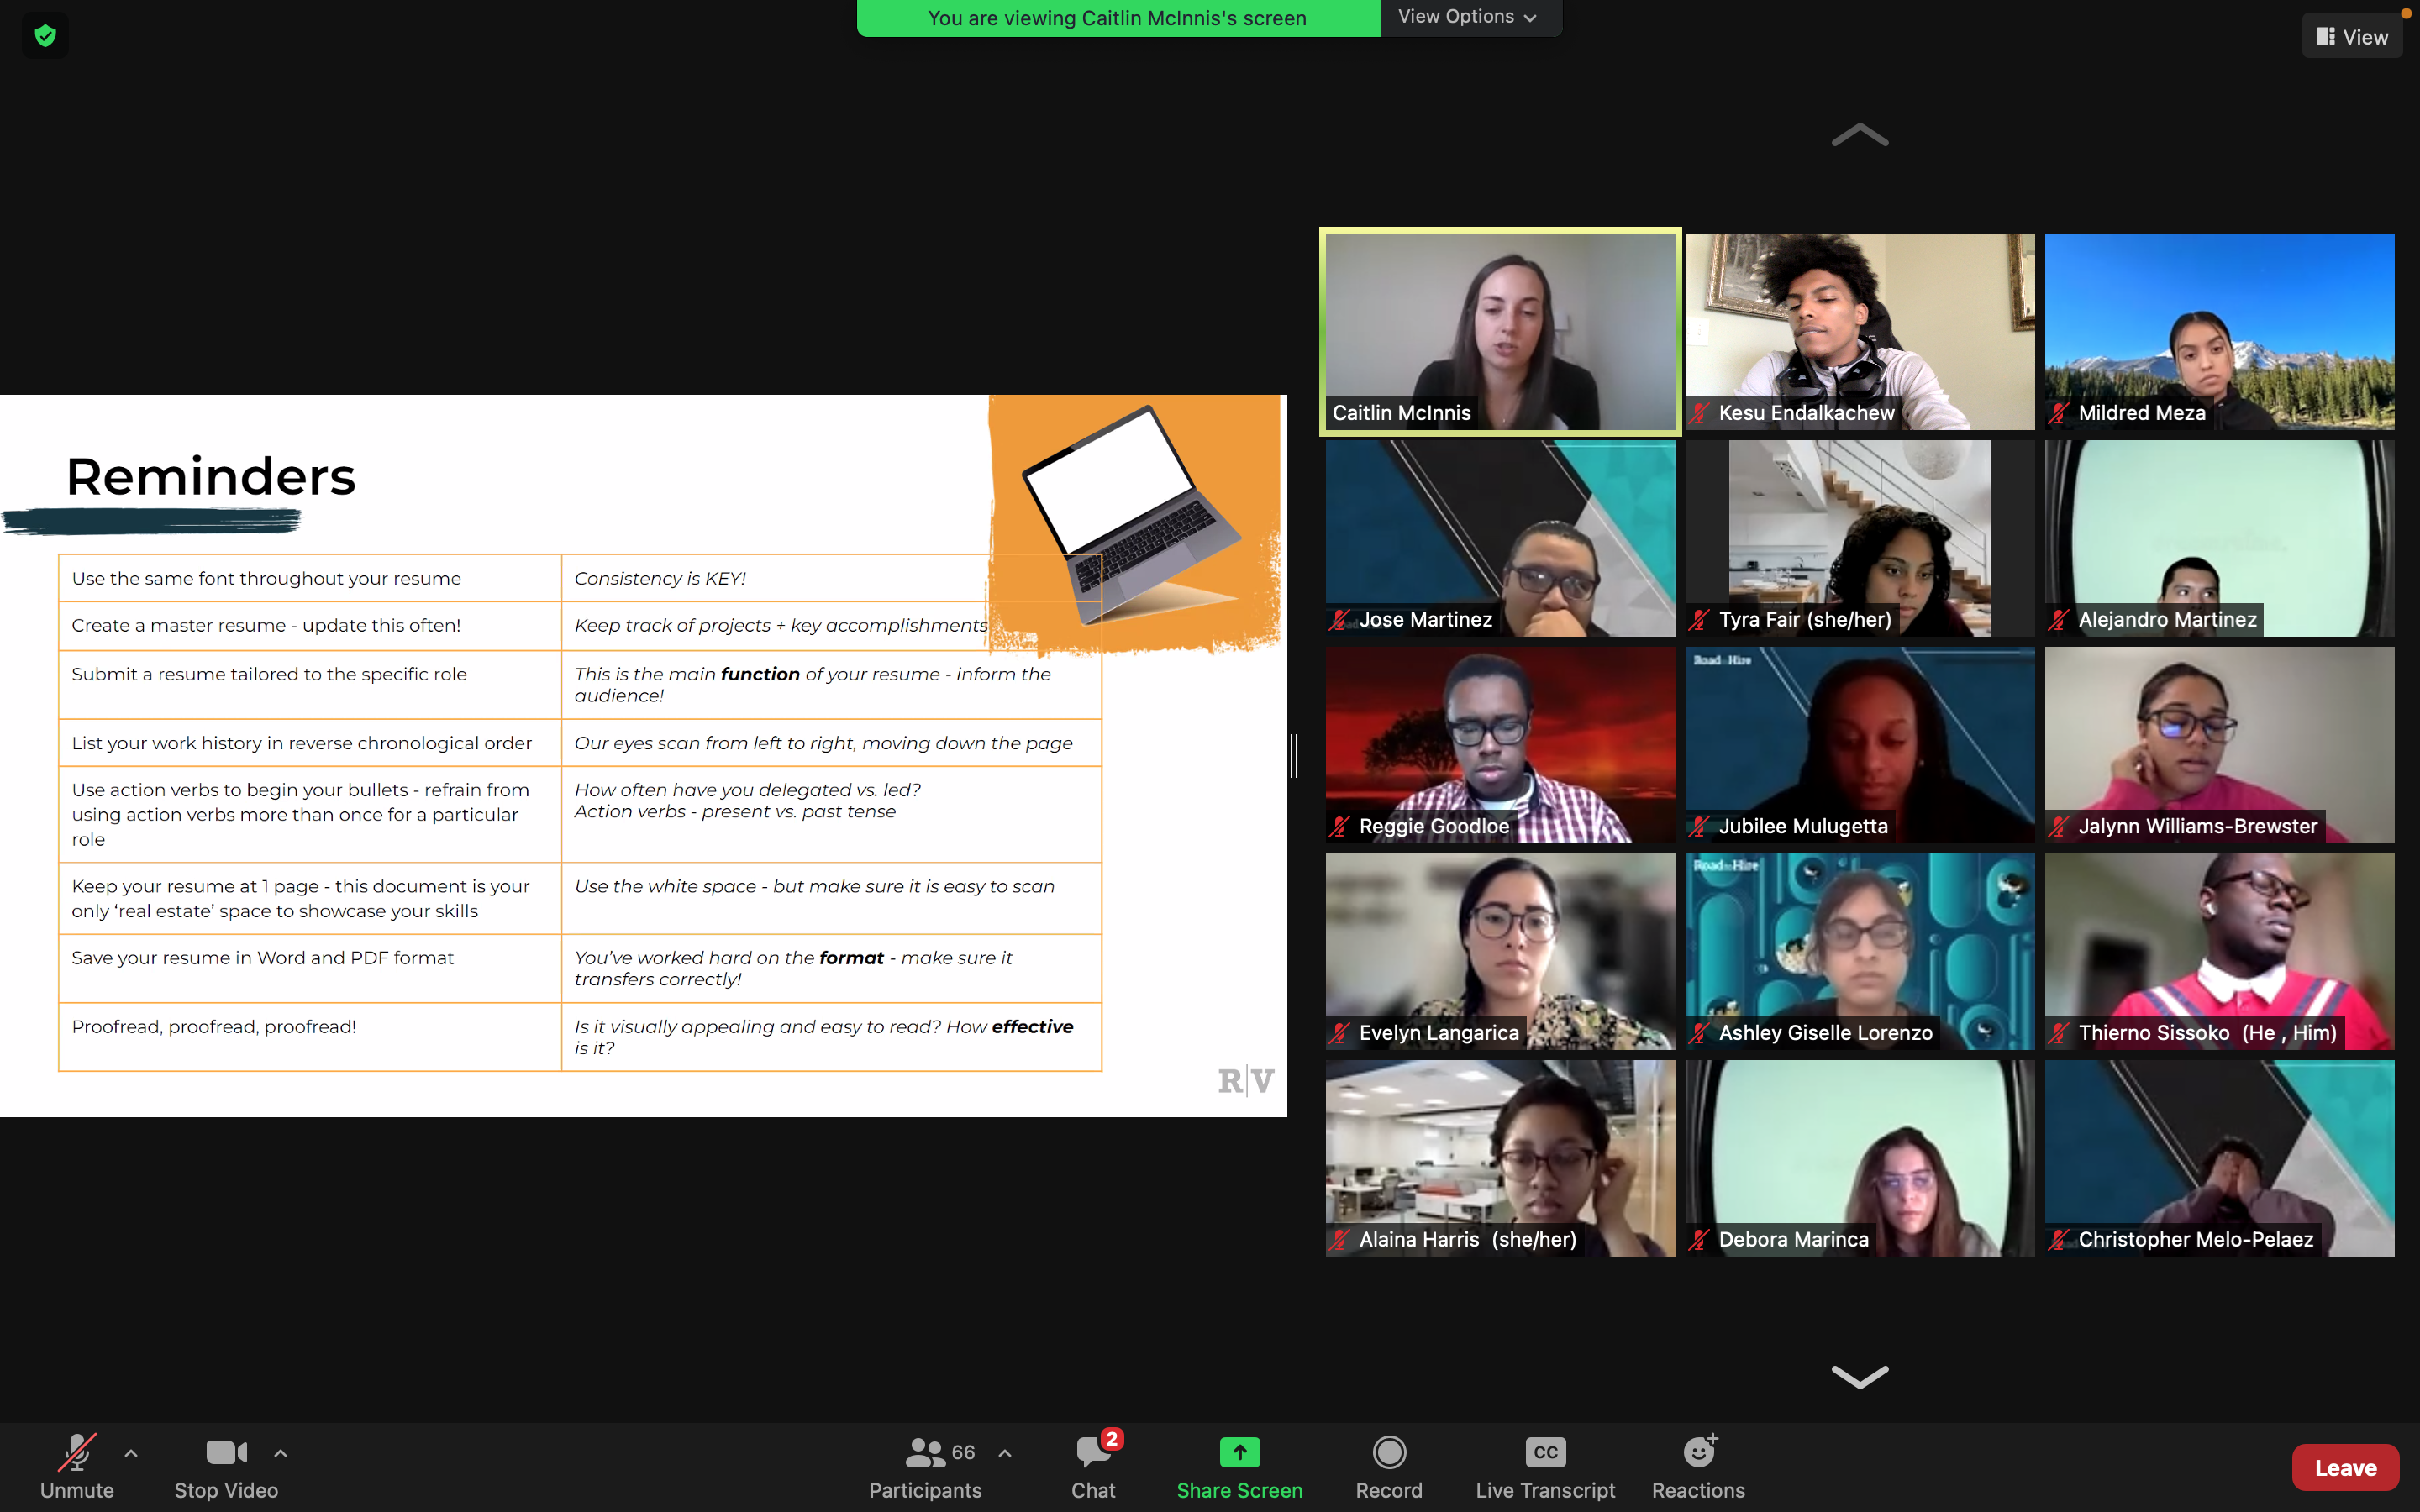 You are viewing Caitlin McInnis's screen
View Options
View
Reminders
Use the same font throughout your resume
Consistency is KEY!
Create a master resume - update this often!
Keep track of projects + key accomplishments
Submit a resume tailored to the specific role
This is the main function of your resume - inform the
audience!
List your work history in reverse chronological order
Our eyes scan from left to right, moving down the page
Use action verbs to begin your bullets - refrain from
using action verbs more than once for a particular
role
How often have you delegated vs. led?
Action verbs - present vs. past tense
Keep your resume at 1 page - this document is your
only ‘real estate’ space to showcase your skills
Use the white space - but make sure it is easy to scan
Save your resume in Word and PDF format
You’ve worked hard on the format - make sure it
transfers correctly!
Proofread, proofread, proofread!
Is it visually appealing and easy to read? How effective
is it?
R|V
Caitlin McInnis
Kesu Endalkachew
Mildred Meza
Jose Martinez
Tyra Fair (she/her)
Alejandro Martinez
Road to Hire
Reggie Goodloe
Jubilee Mulugetta
Jalynn Williams-Brewster
Road to Hire
Evelyn Langarica
Ashley Giselle Lorenzo
Thierno Sissoko (He , Him)
Alaina Harris (she/her)
Debora Marinca
Christopher Melo-Pelaez
Unmute
Stop Video
66
Participants
2
Chat
Share Screen
Record
CC
Live Transcript
Reactions
Leave